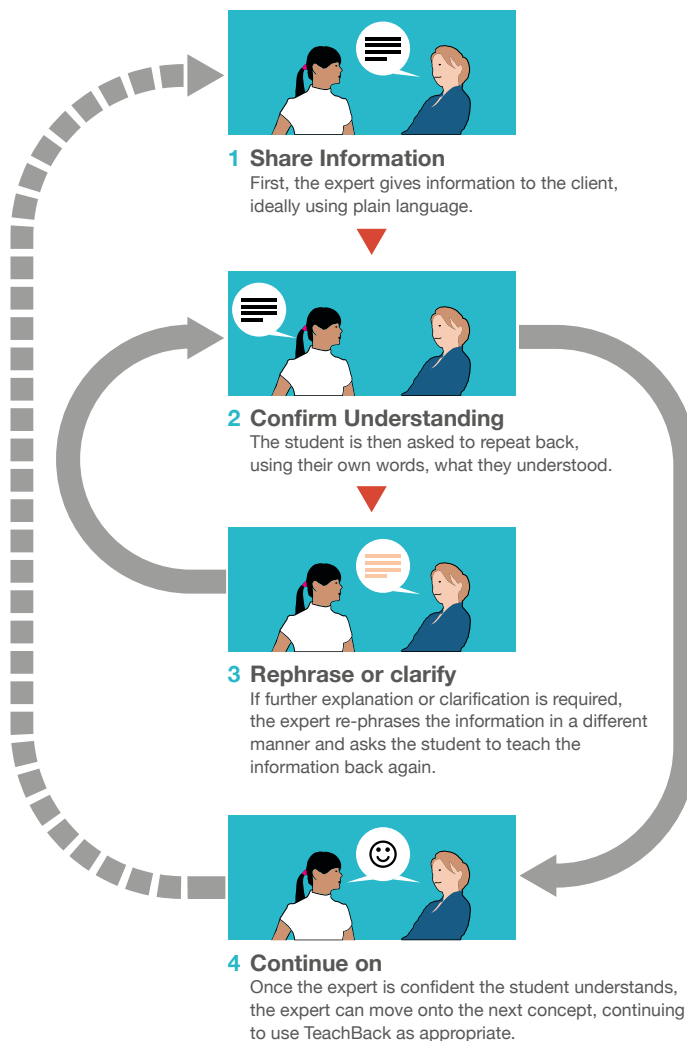 1 Share Information
First, the expert gives information to the client,
ideally using plain language.
2 Confirm Understanding
The student is then asked to repeat back,
using their own words, what they understood.
3 Rephrase or clarify
If further explanation or clarification is required,
the expert re-phrases the information in a different
manner and asks the student to teach the
information back again.
4 Continue on
Once the expert is confident the student understands,
the expert can move onto the next concept, continuing
to use TeachBack as appropriate.